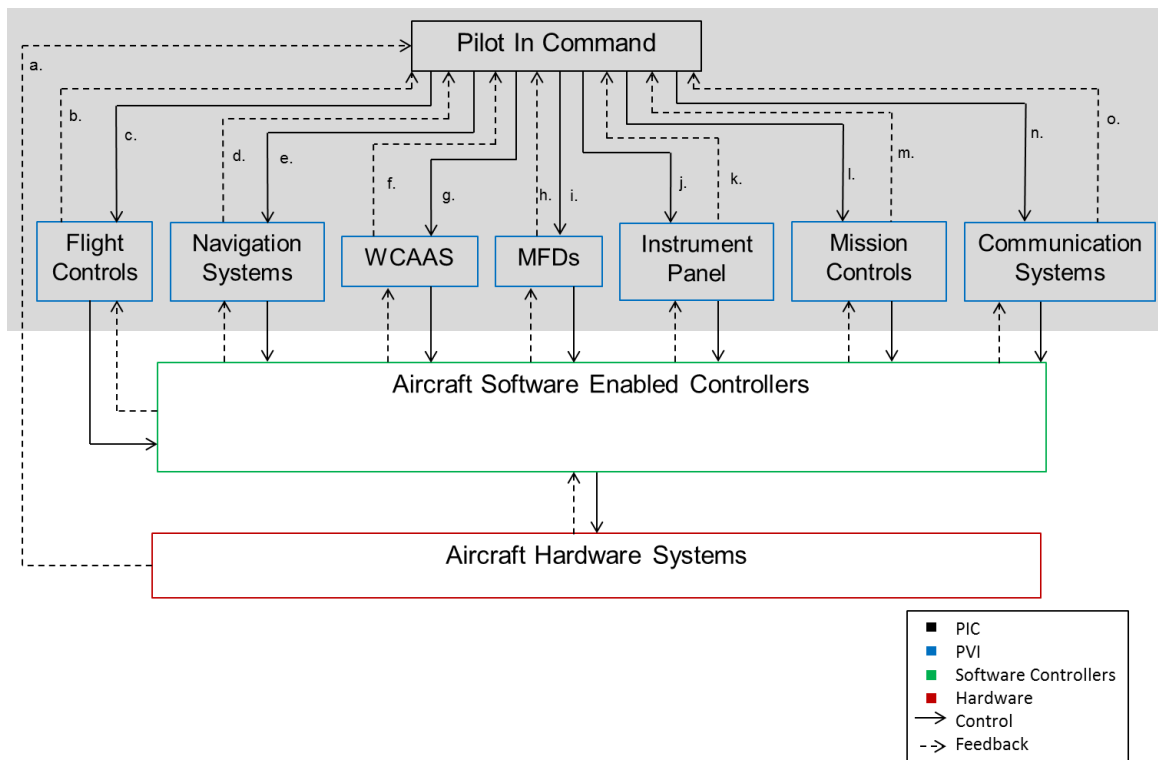 Pilot In Command
a.
b.
c.
d.
e.
f.
g.
h.
i.
j.
k.
l.
m.
n.
o.
Flight
Controls
Navigation
Systems
WCAAS
MFDs
Instrument
Panel
Mission
Controls
Communication
Systems
Aircraft Software Enabled Controllers
Aircraft Hardware Systems
PIC
PVI
Software Controllers
Hardware
Control
Feedback